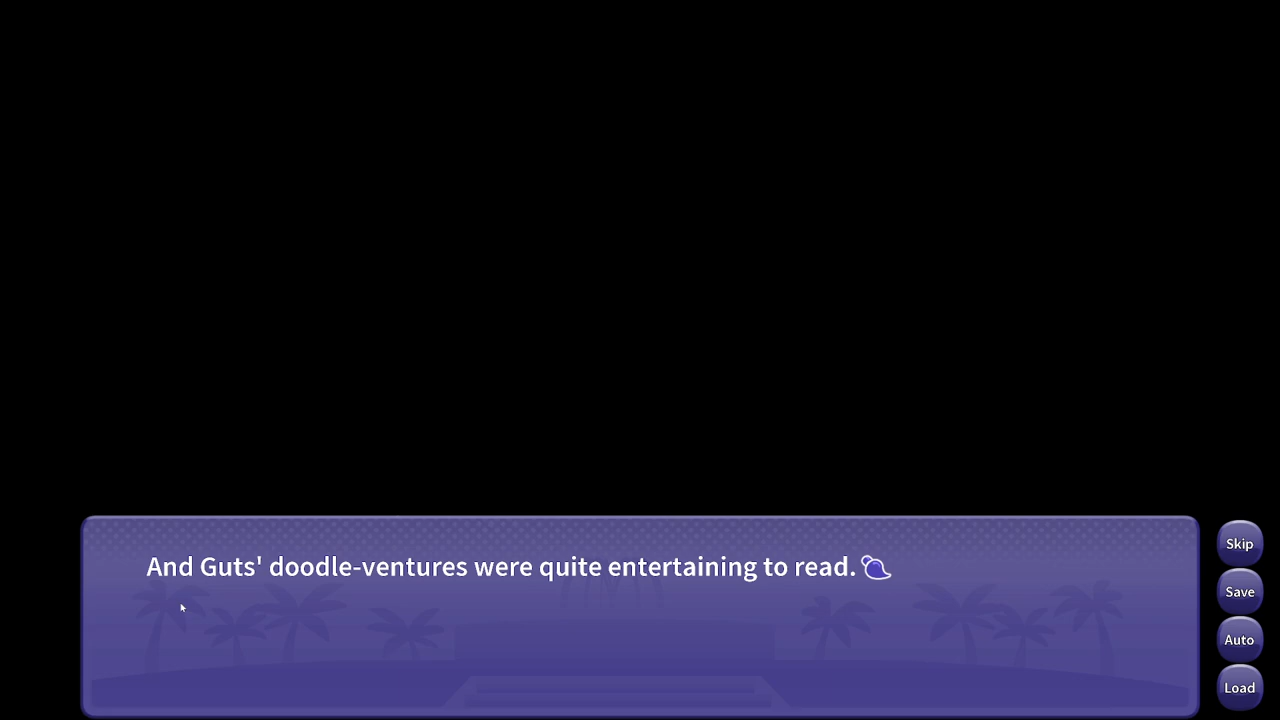 And Guts' doodle-ventures were quite entertaining to read.
Skip
Save
Auto
Load